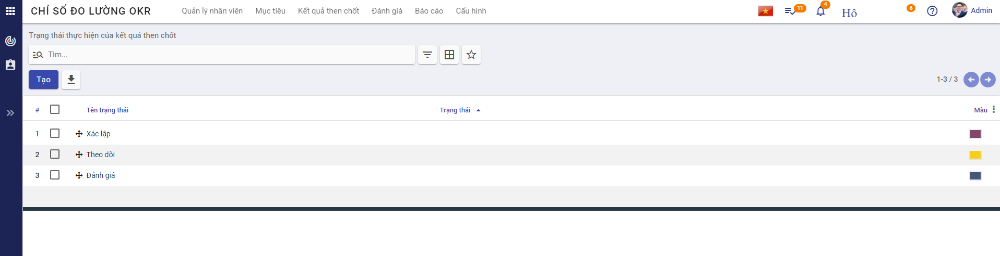 CHỈ SỐ ĐO LƯỜNG OKR Quản lý nhân viên Mục tiêu Kết quả then chốt Đánh giá Báo cáo Cấu hình 11 4 Hô 6 Admin
Trạng thái thực hiện của kết quả then chốt
Tìm...
Tạo 1-3 / 3
# Tên trạng thái Trạng thái Màu
1 Xác lập
2 Theo dõi
3 Đánh giá